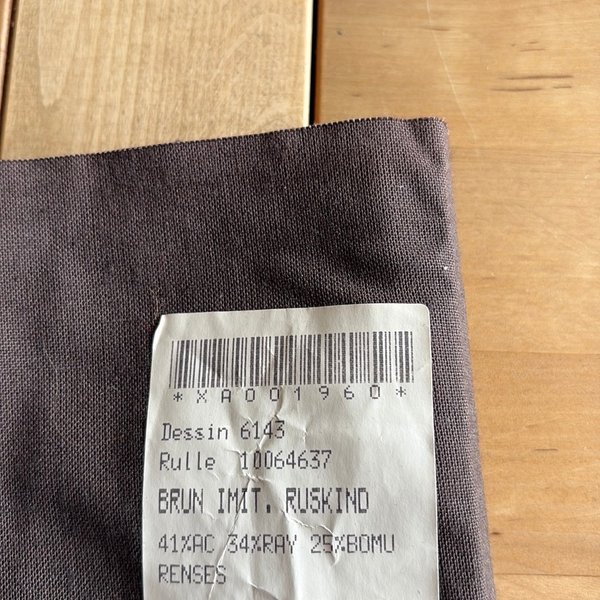 *XA001960*
Dessin 6143
Rulle 10064637
BRUN IMIT. RUSKIND
41%AC 34%RAY 25%BOMU
RENSES